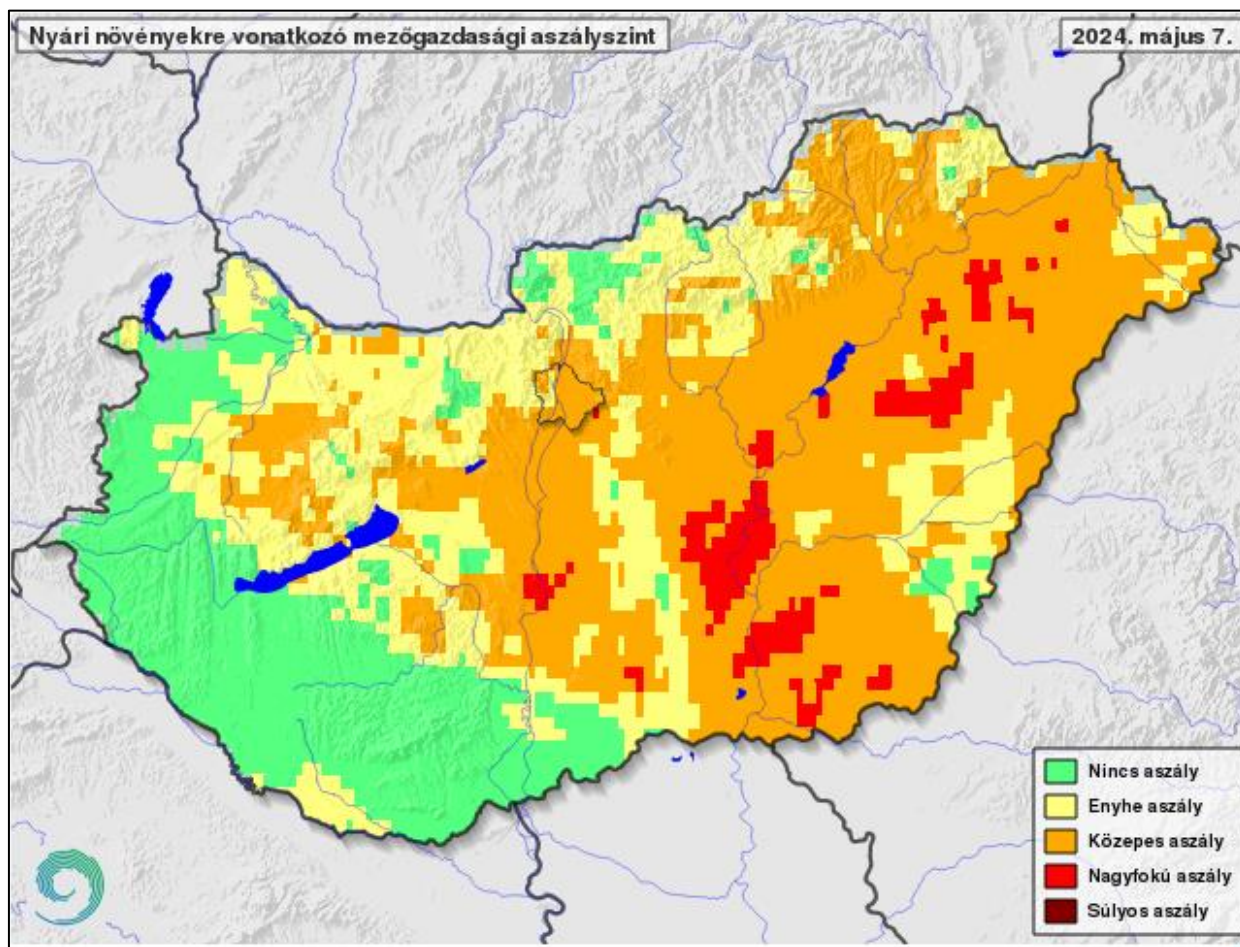 Nyári növényekre vonatkozó mezőgazdasági aszályszint
2024. május 7.
Nincs aszály
Enyhe aszály
Közepes aszály
Nagyfokú aszály
Súlyos aszály